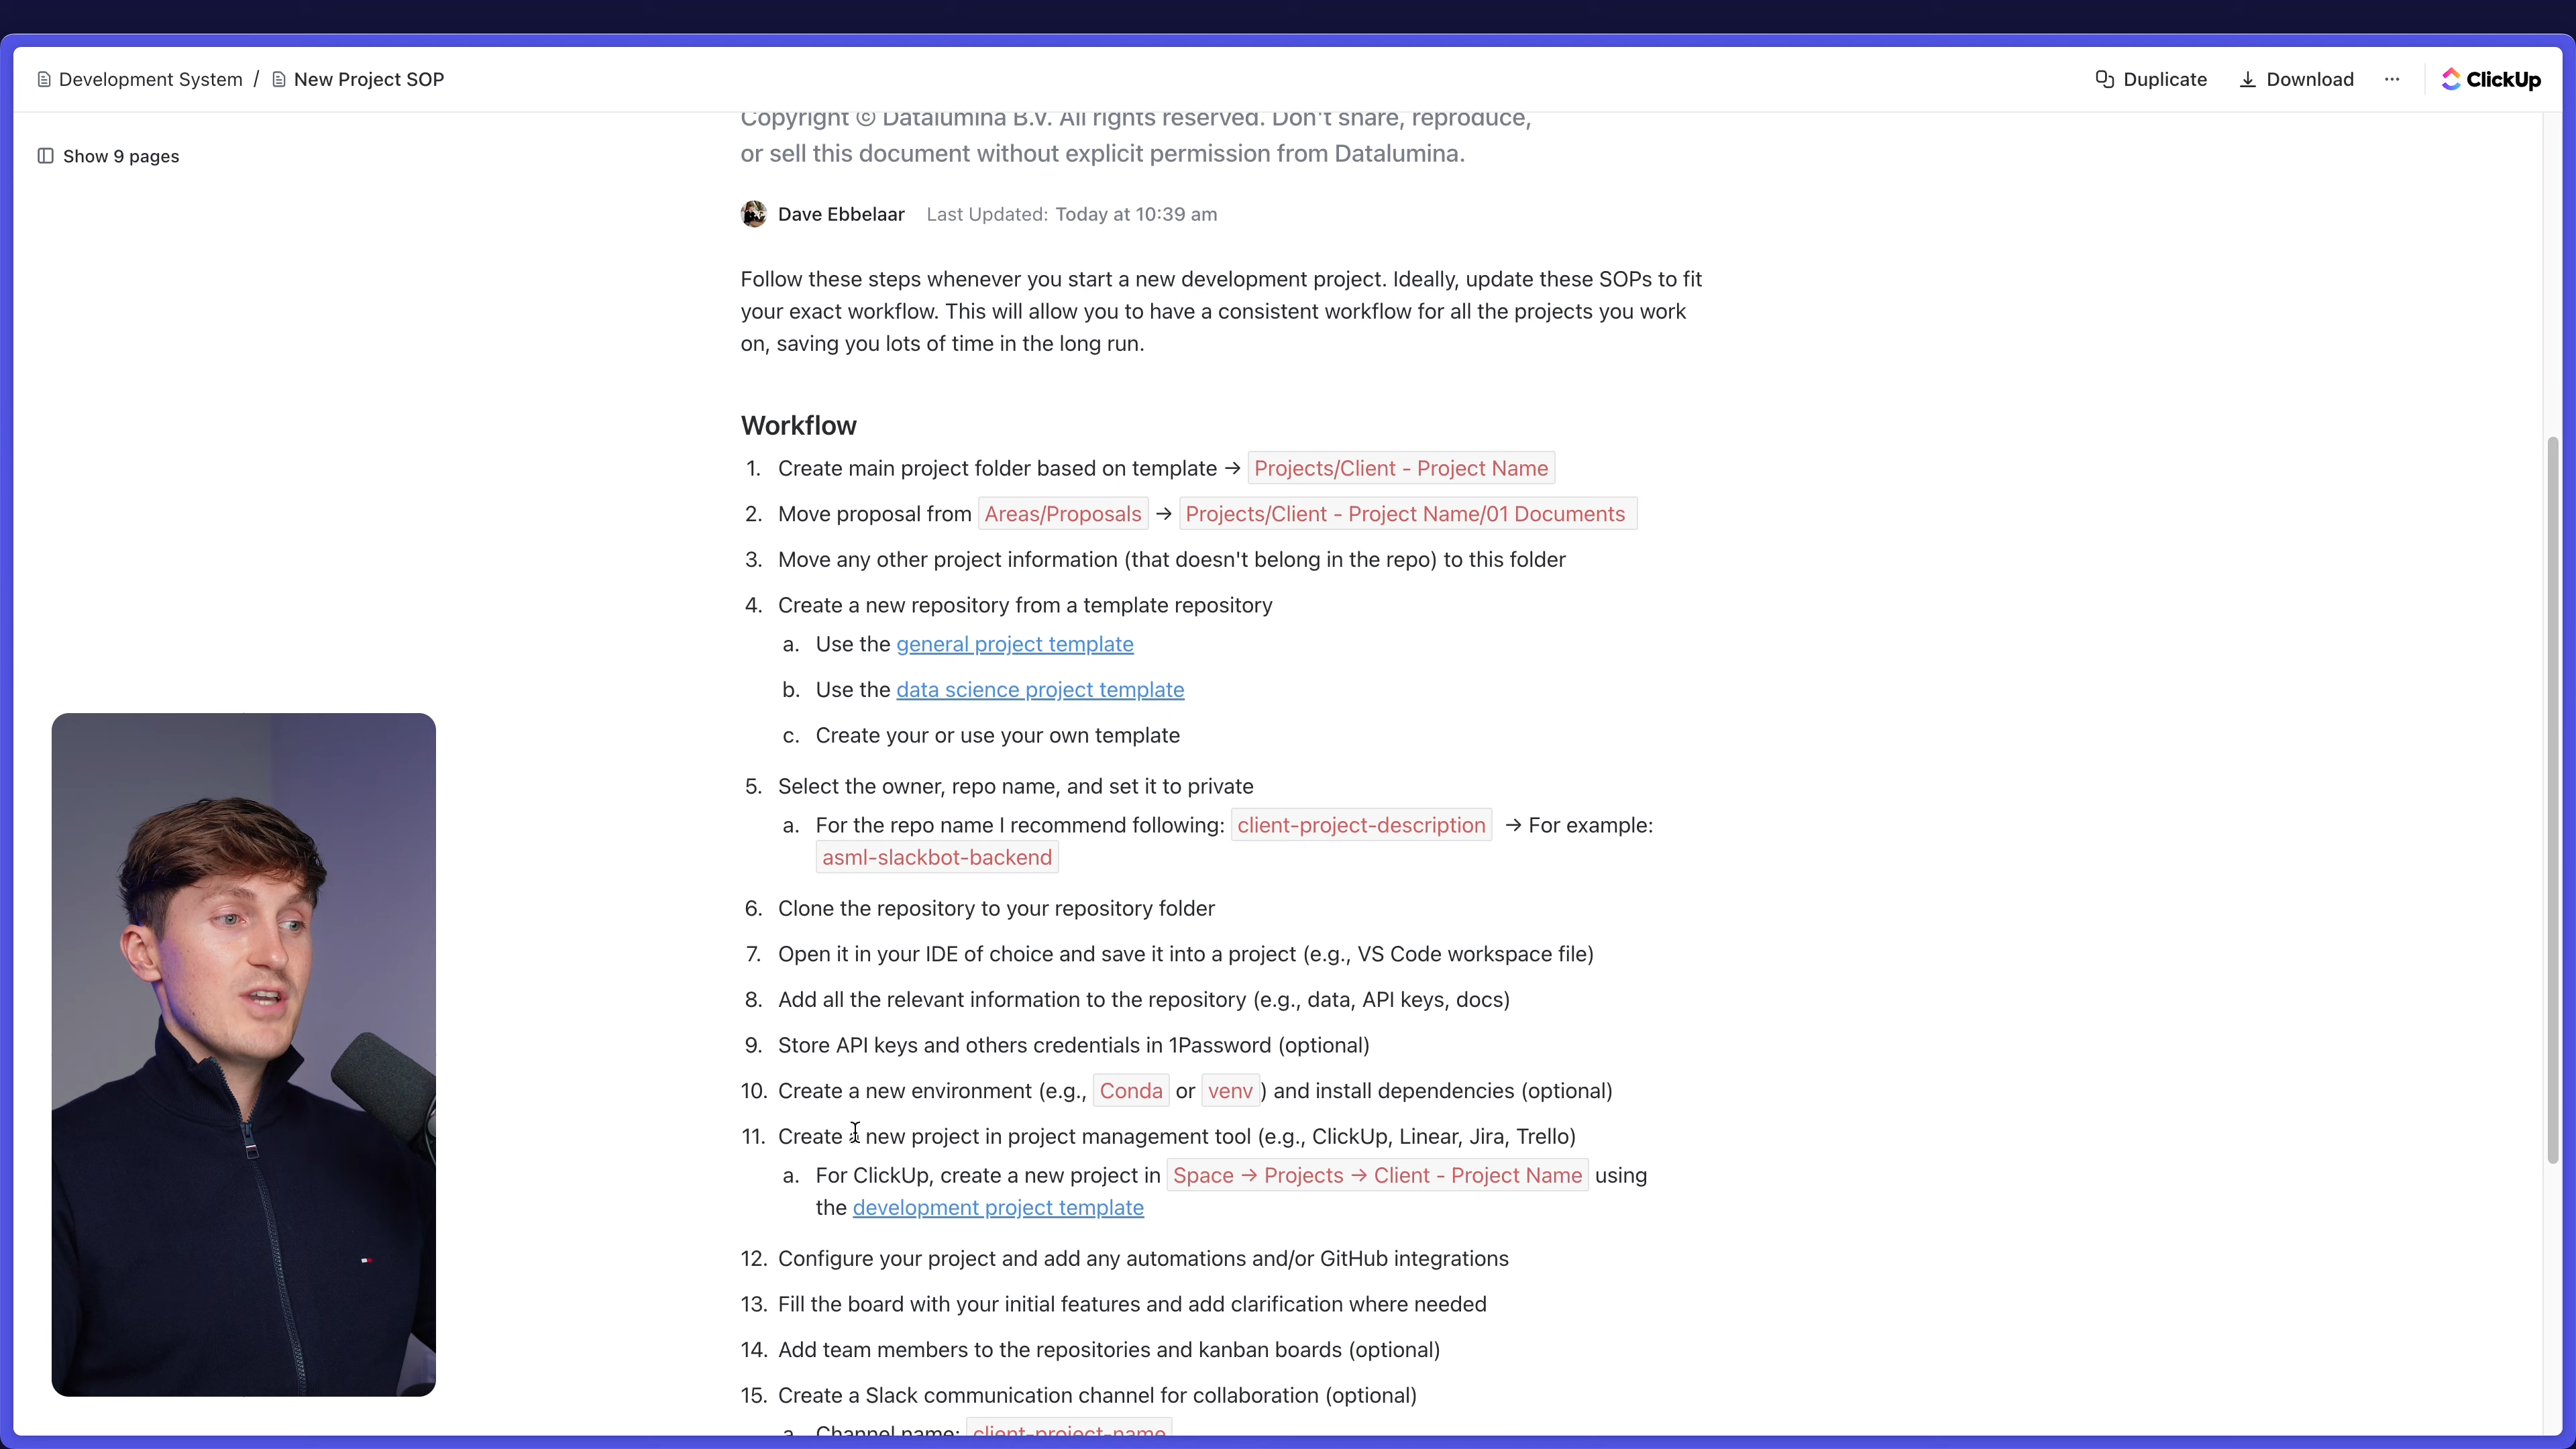 Development System / New Project SOP
Duplicate Download ... ClickUp
Show 9 pages
Copyright © Datalumina B.V. All rights reserved. Don't share, reproduce,
or sell this document without explicit permission from Datalumina.
Dave Ebbelaar Last Updated: Today at 10:39 am
Follow these steps whenever you start a new development project. Ideally, update these SOPs to fit
your exact workflow. This will allow you to have a consistent workflow for all the projects you work
on, saving you lots of time in the long run.
Workflow
1. Create main project folder based on template → Projects/Client - Project Name
2. Move proposal from Areas/Proposals → Projects/Client - Project Name/01 Documents
3. Move any other project information (that doesn't belong in the repo) to this folder
4. Create a new repository from a template repository
a. Use the general project template
b. Use the data science project template
c. Create your or use your own template
5. Select the owner, repo name, and set it to private
a. For the repo name I recommend following: client-project-description → For example:
asml-slackbot-backend
6. Clone the repository to your repository folder
7. Open it in your IDE of choice and save it into a project (e.g., VS Code workspace file)
8. Add all the relevant information to the repository (e.g., data, API keys, docs)
9. Store API keys and others credentials in 1Password (optional)
10. Create a new environment (e.g., Conda or venv) and install dependencies (optional)
11. Create a new project in project management tool (e.g., ClickUp, Linear, Jira, Trello)
a. For ClickUp, create a new project in Space → Projects → Client - Project Name using
the development project template
12. Configure your project and add any automations and/or GitHub integrations
13. Fill the board with your initial features and add clarification where needed
14. Add team members to the repositories and kanban boards (optional)
15. Create a Slack communication channel for collaboration (optional)
a. Channel name: client-project-name